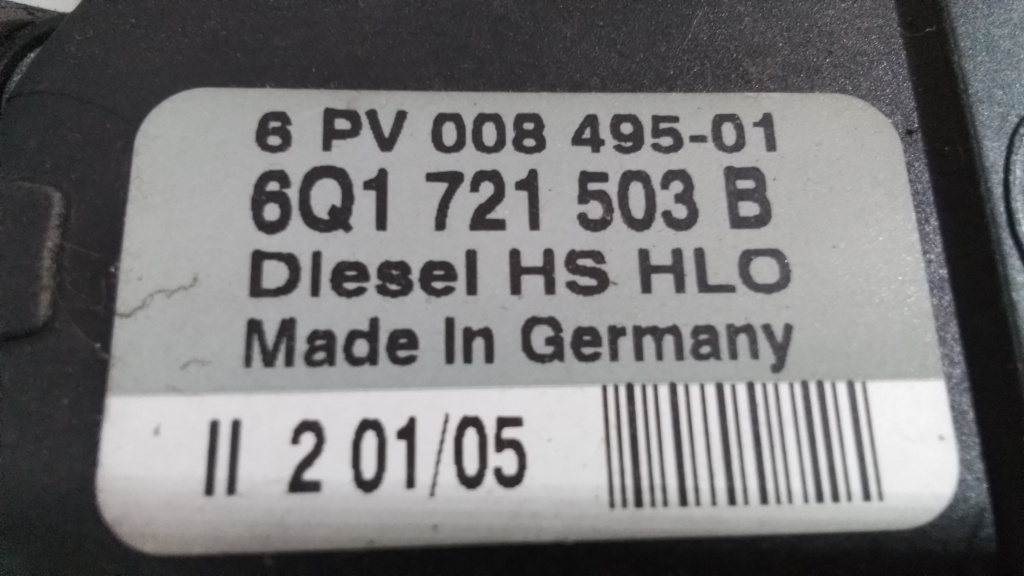 6 PV 008 495-01
6Q1 721 503 B
Diesel HS HLO
Made In Germany
II 2 01/05